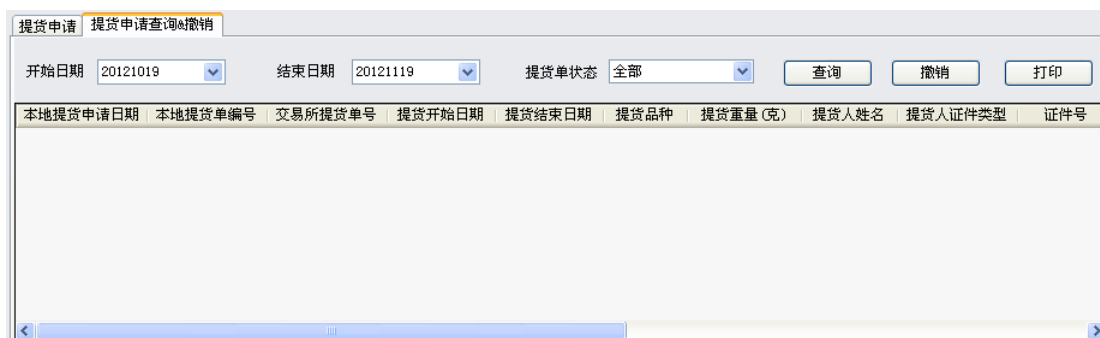 提货申请 提货申请查询&撤销
开始日期 20121019 结束日期 20121119 提货单状态 全部 查询 撤销 打印
本地提货申请日期 本地提货单编号 交易所提货单号 提货开始日期 提货结束日期 提货品种 提货重量(克) 提货人姓名 提货人证件类型 证件号